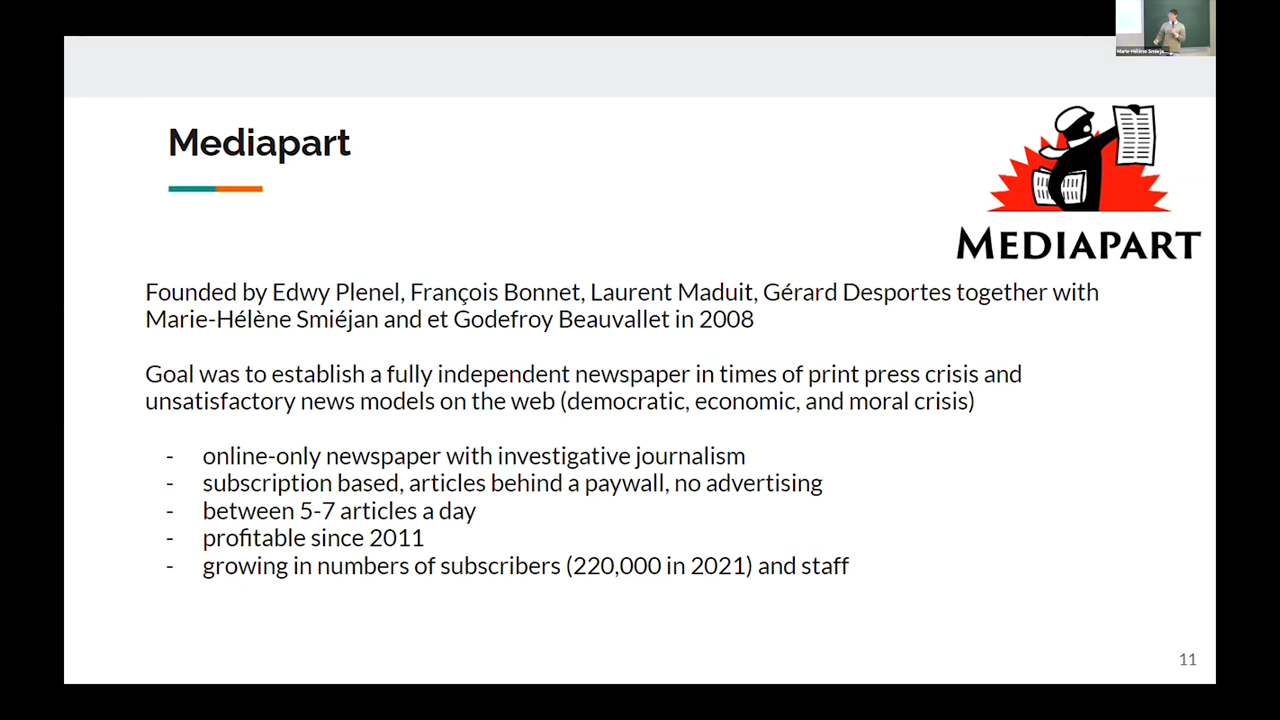 Marie-Hélène Smieja...
Mediapart
MEDIAPART
Founded by Edwy Plenel, François Bonnet, Laurent Maduit, Gérard Desportes together with
Marie-Hélène Smiéjan and et Godefroy Beauvallet in 2008
Goal was to establish a fully independent newspaper in times of print press crisis and
unsatisfactory news models on the web (democratic, economic, and moral crisis)
- online-only newspaper with investigative journalism
- subscription based, articles behind a paywall, no advertising
- between 5-7 articles a day
- profitable since 2011
- growing in numbers of subscribers (220,000 in 2021) and staff
11